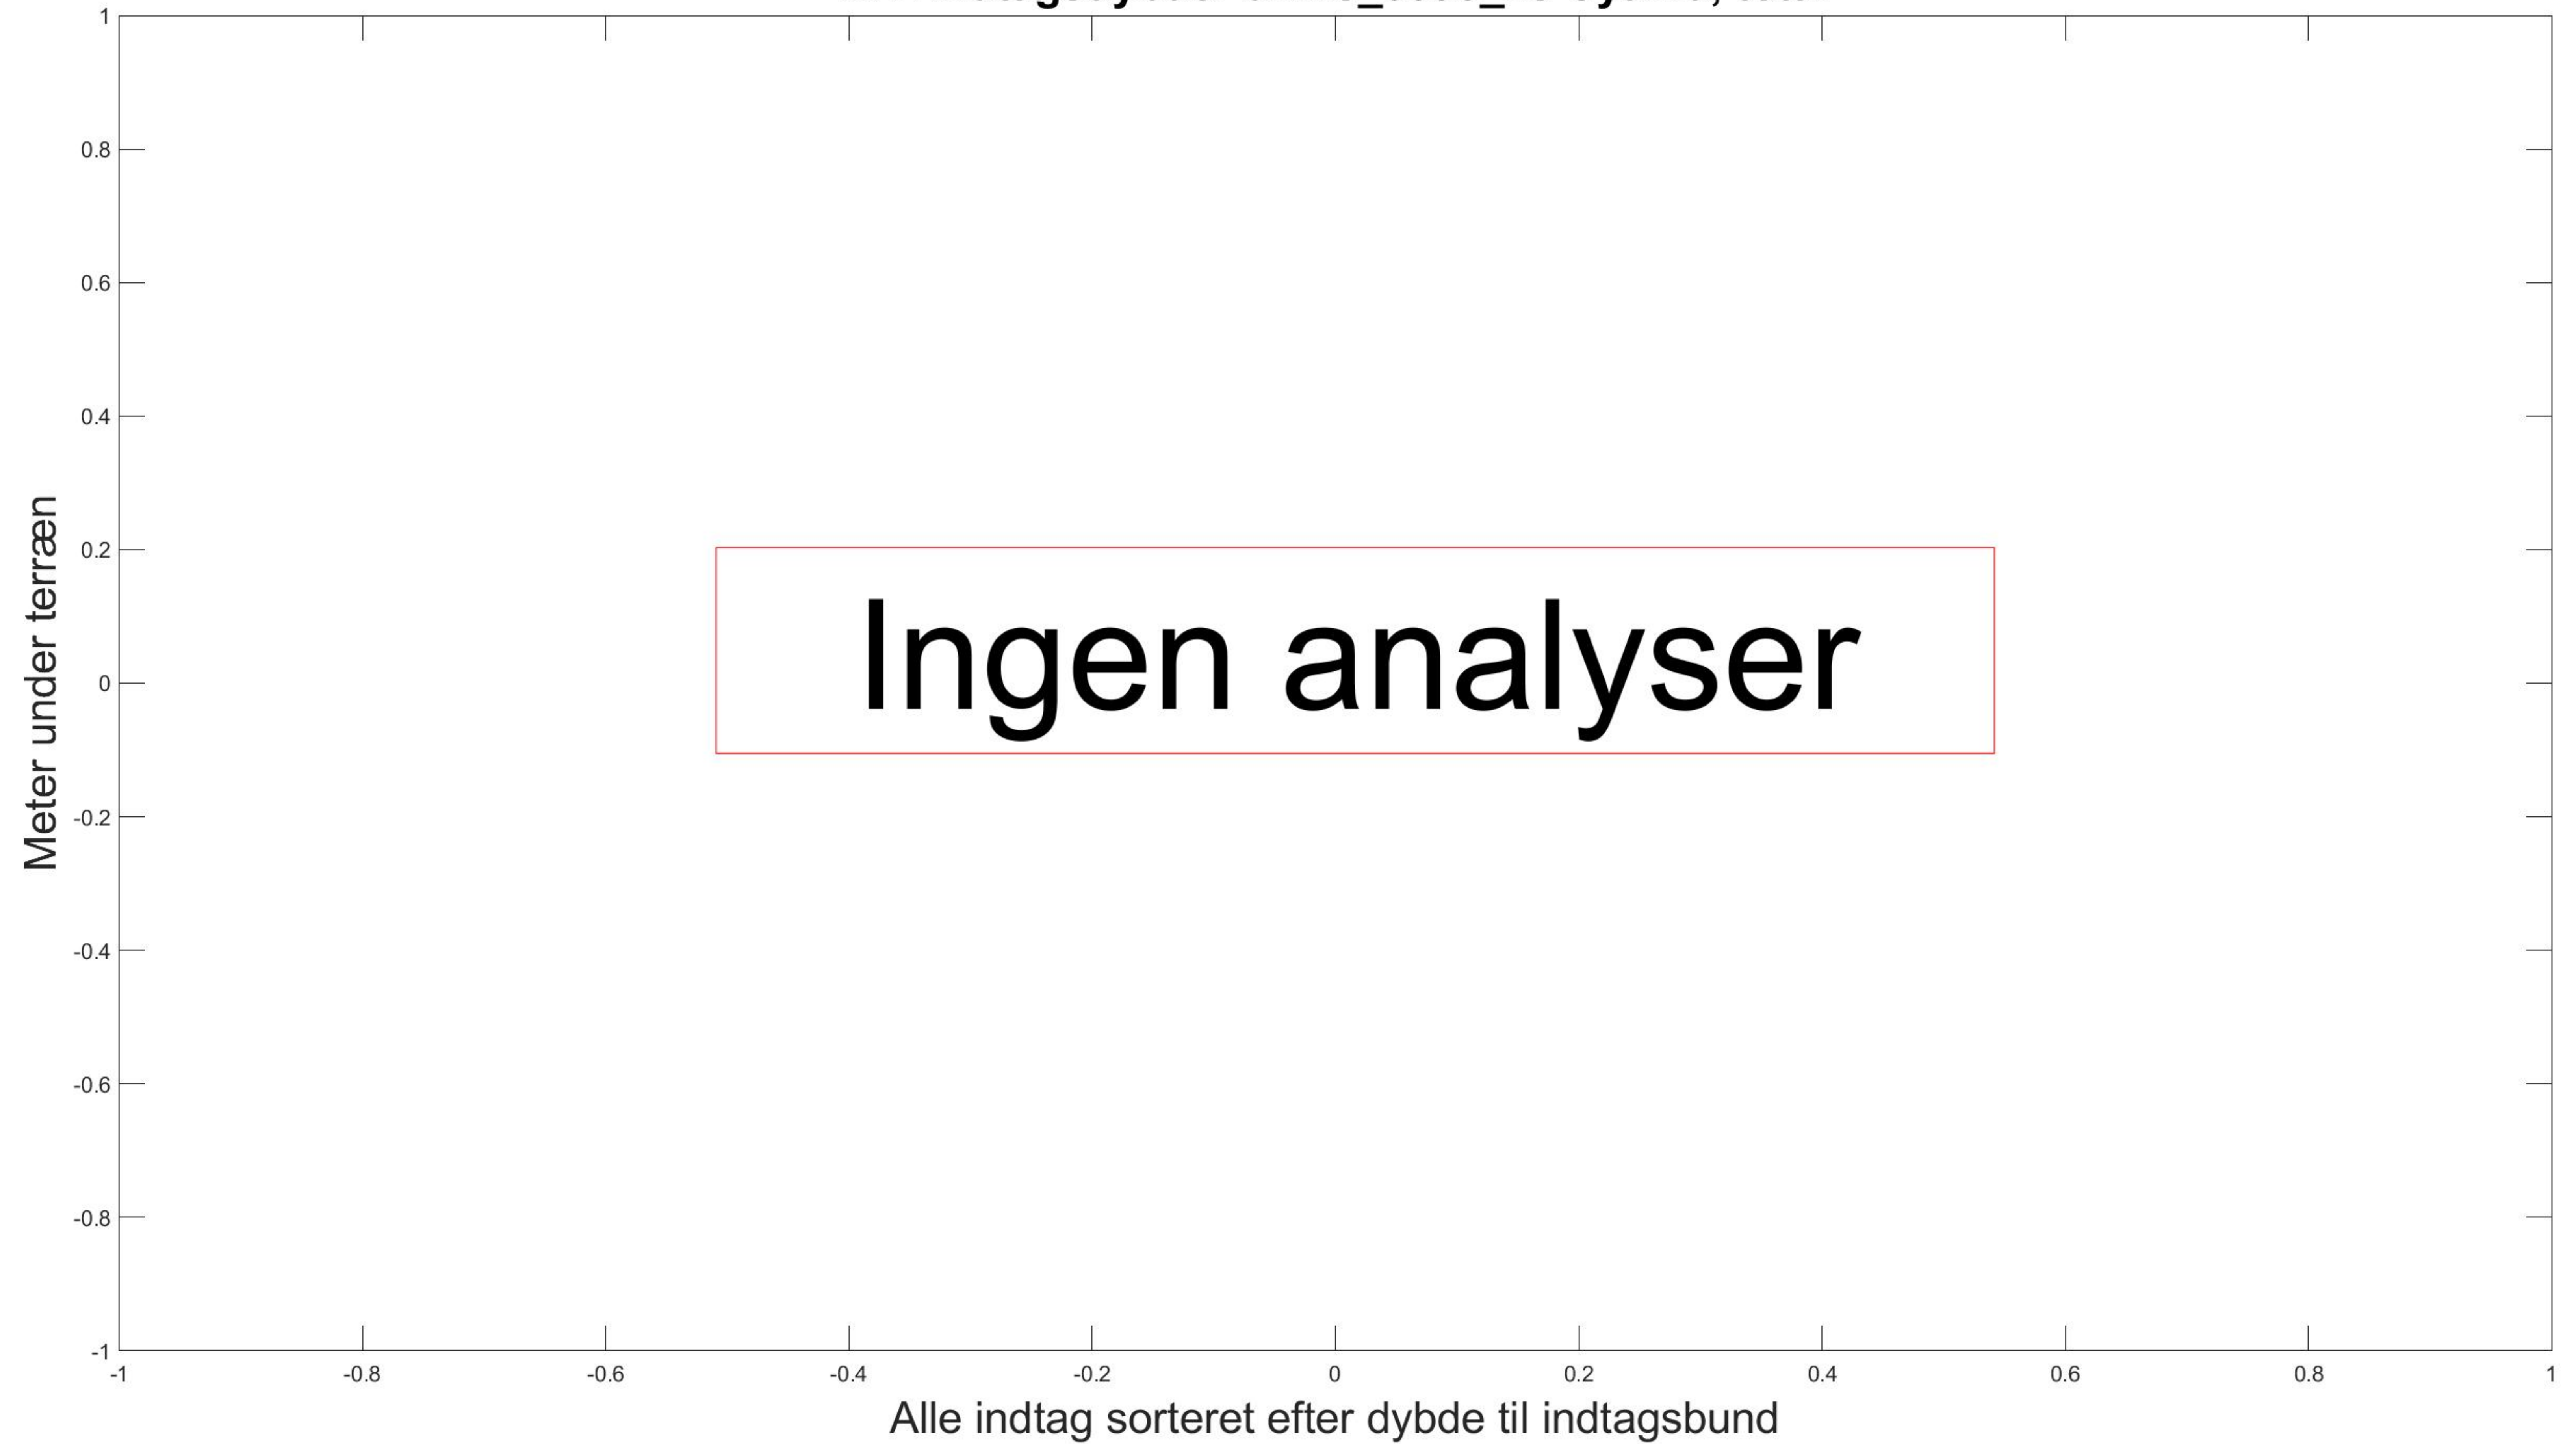 1
0.8
0.6
0.4
0.2
0
-0.2
-0.4
-0.6
-0.8
-1
Meter under terræn
Ingen analyser
-1 -0.8 -0.6 -0.4 -0.2 0 0.2 0.4 0.6 0.8 1
Alle indtag sorteret efter dybde til indtagsbund